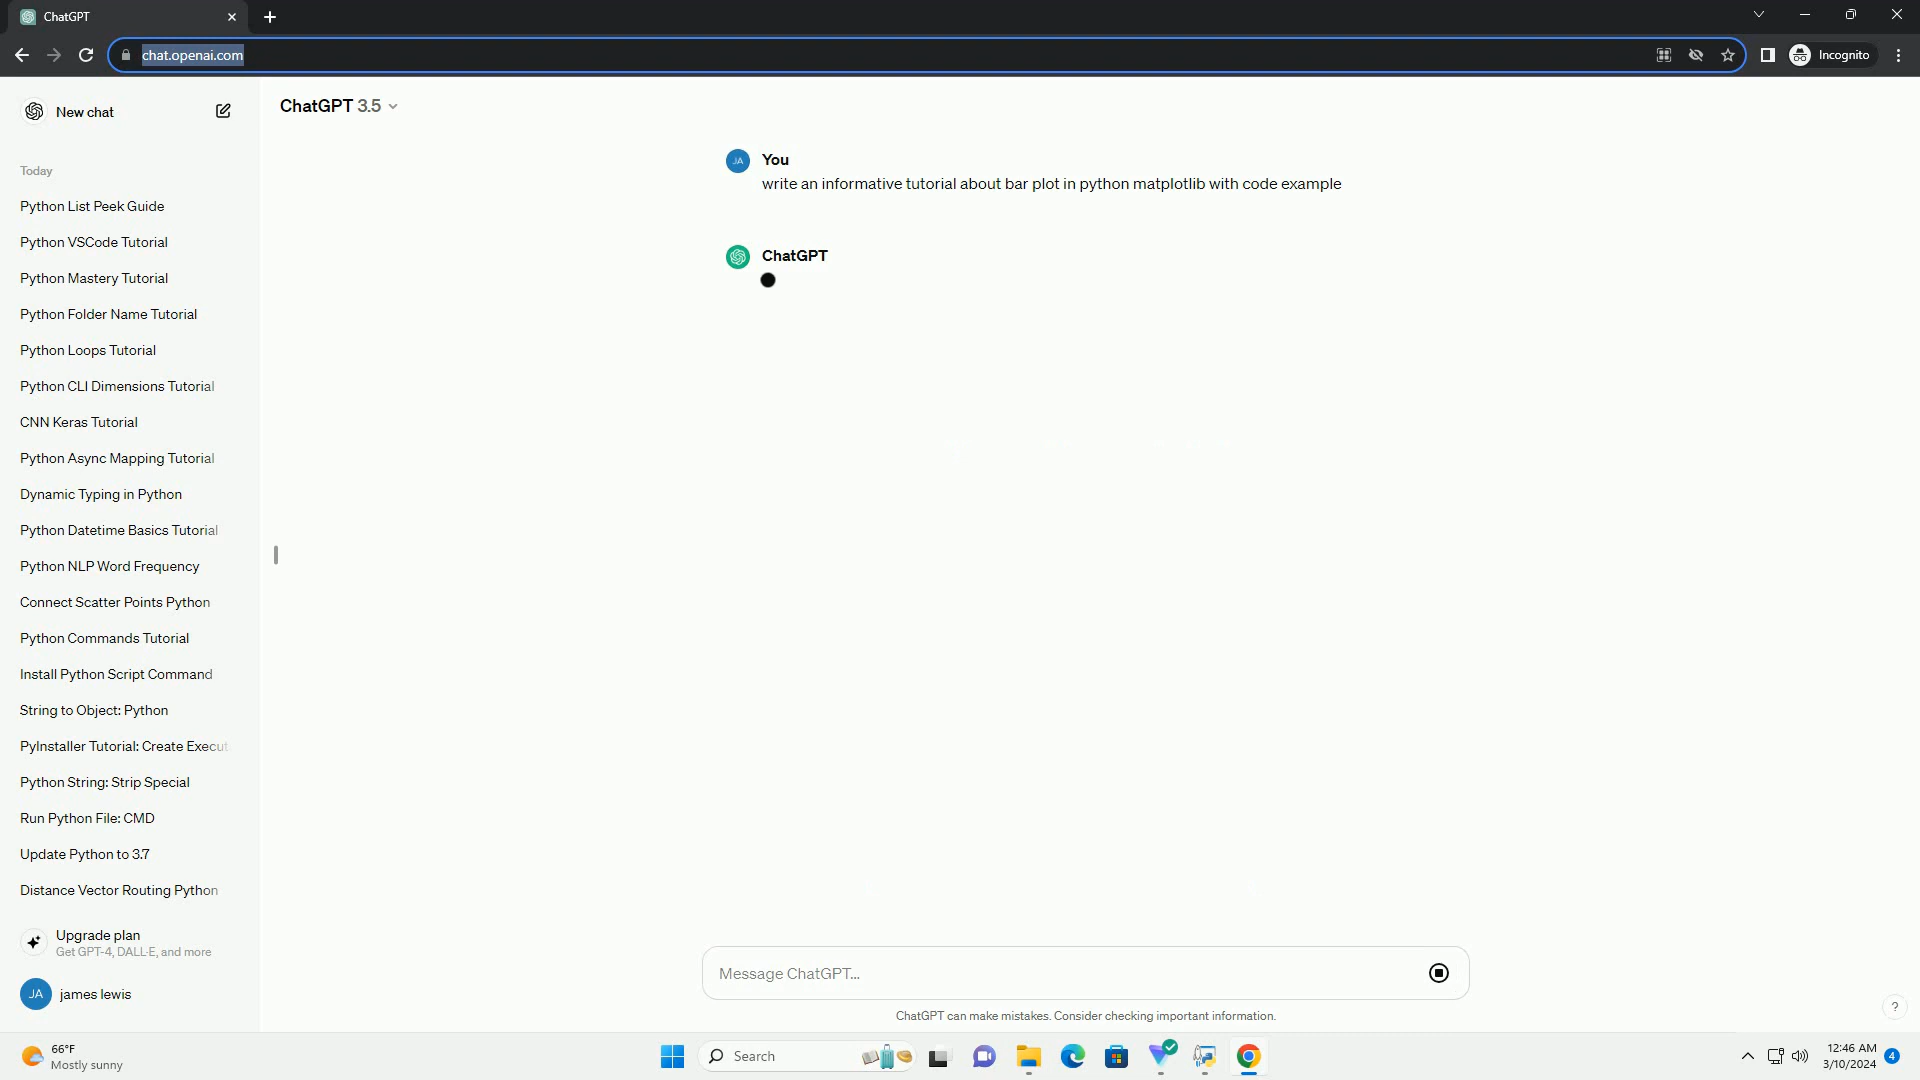 ChatGPT
chat.openai.com
Incognito
New chat
ChatGPT 3.5
Today
Python List Peek Guide
Python VSCode Tutorial
Python Mastery Tutorial
Python Folder Name Tutorial
Python Loops Tutorial
Python CLI Dimensions Tutorial
CNN Keras Tutorial
Python Async Mapping Tutorial
Dynamic Typing in Python
Python Datetime Basics Tutorial
Python NLP Word Frequency
Connect Scatter Points Python
Python Commands Tutorial
Install Python Script Command
String to Object: Python
PyInstaller Tutorial: Create Execut
Python String: Strip Special
Run Python File: CMD
Update Python to 3.7
Distance Vector Routing Python
Upgrade plan
Get GPT-4, DALL·E, and more
JA james lewis
JA You
write an informative tutorial about bar plot in python matplotlib with code example
ChatGPT
Message ChatGPT...
ChatGPT can make mistakes. Consider checking important information.
?
66°F
Mostly sunny
Search
12:46 AM
3/10/2024
4